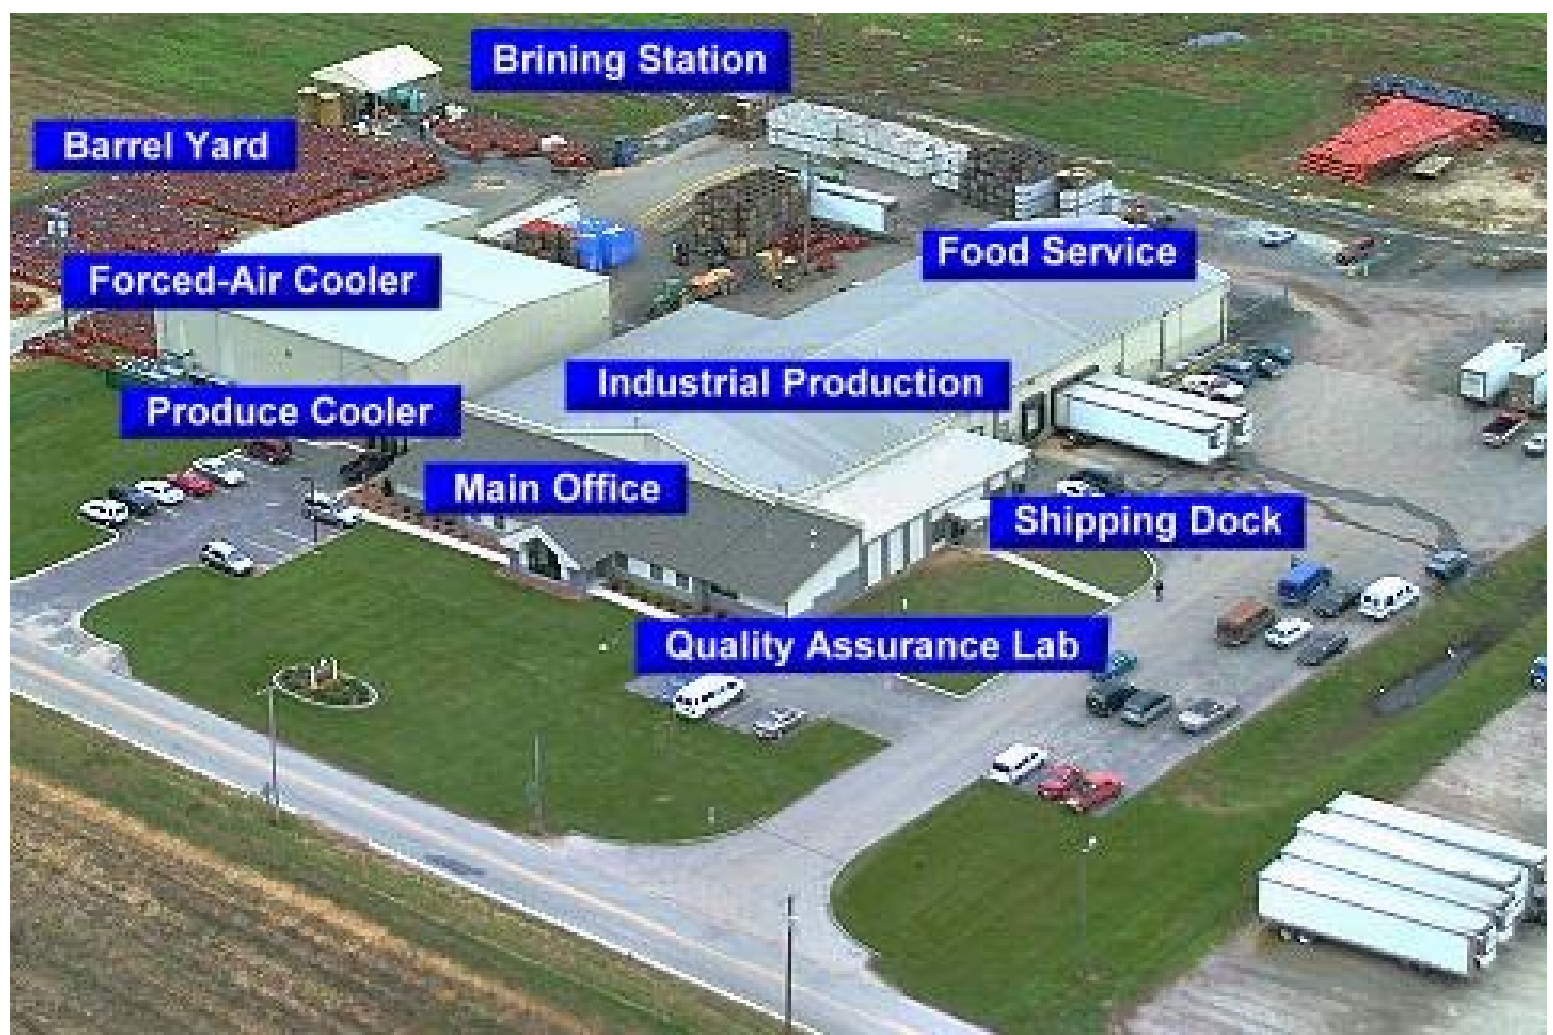 Brining Station
Barrel Yard
Food Service
Forced-Air Cooler
Industrial Production
Produce Cooler
Main Office
Shipping Dock
Quality Assurance Lab